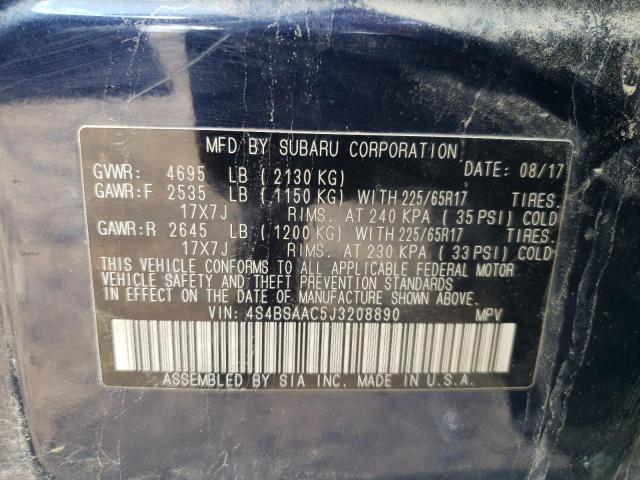 MFD BY SUBARU CORPORATION
GVWR: 4695 LB ( 2130 KG) DATE: 08/17
GAWR:F 2535 LB ( 1150 KG) WITH 225/65R17 TIRES.
17X7J RIMS. AT 240 KPA ( 35 PSI) COLD
GAWR:R 2645 LB ( 1200 KG) WITH 225/65R17 TIRES.
17X7J RIMS. AT 230 KPA ( 33 PSI) COLD
THIS VEHICLE CONFORMS TO ALL APPLICABLE FEDERAL MOTOR
VEHICLE SAFETY AND THEFT PREVENTION STANDARDS
IN EFFECT ON THE DATE OF MANUFACTURE SHOWN ABOVE.
VIN: 4S4BSAAC5J3208890 MPV
ASSEMBLED BY SIA INC. MADE IN U.S.A.